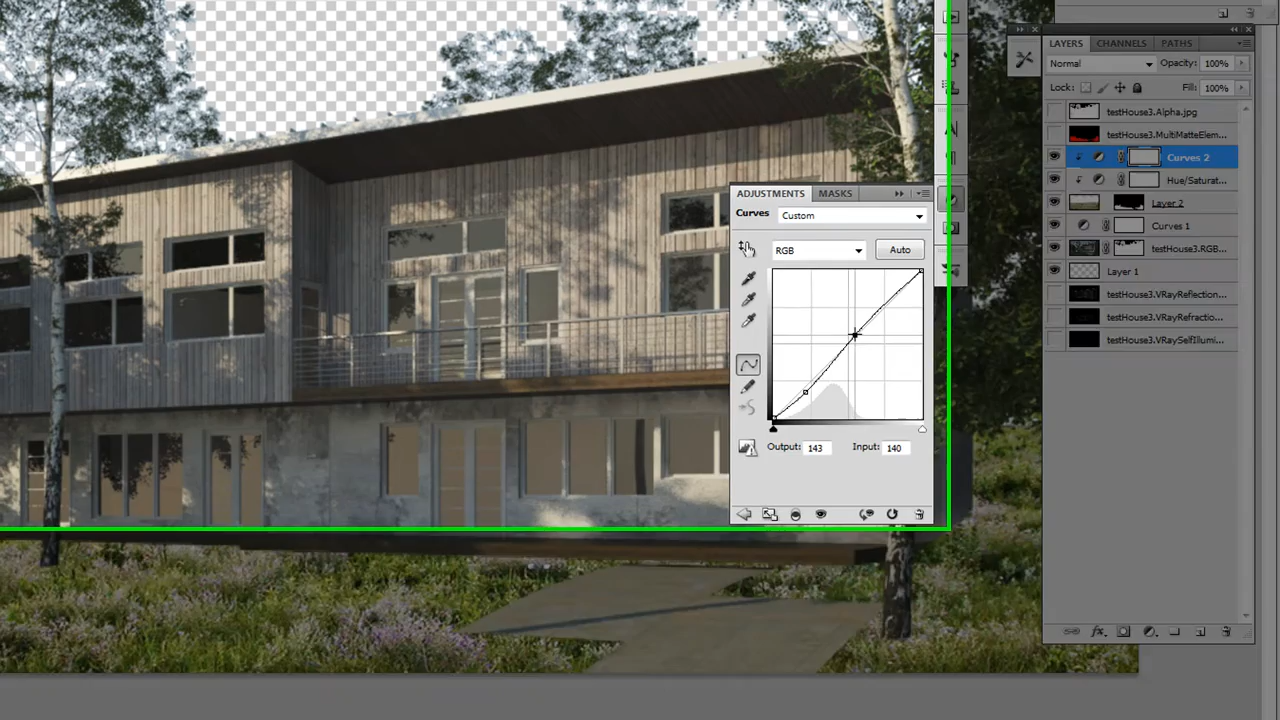 LAYERS CHANNELS PATHS
Normal Opacity: 100%
Lock: Fill: 100%
testHouse3.Alpha.jpg
testHouse3.MultiMatteElem...
Curves 2
Hue/Saturat...
Layer 2
Curves 1
testHouse3.RGB...
Layer 1
testHouse3.VRayReflection...
testHouse3.VRayRefractio...
testHouse3.VRaySelfIllumi...
ADJUSTMENTS MASKS
Curves Custom
RGB Auto
Output: 143 Input: 140